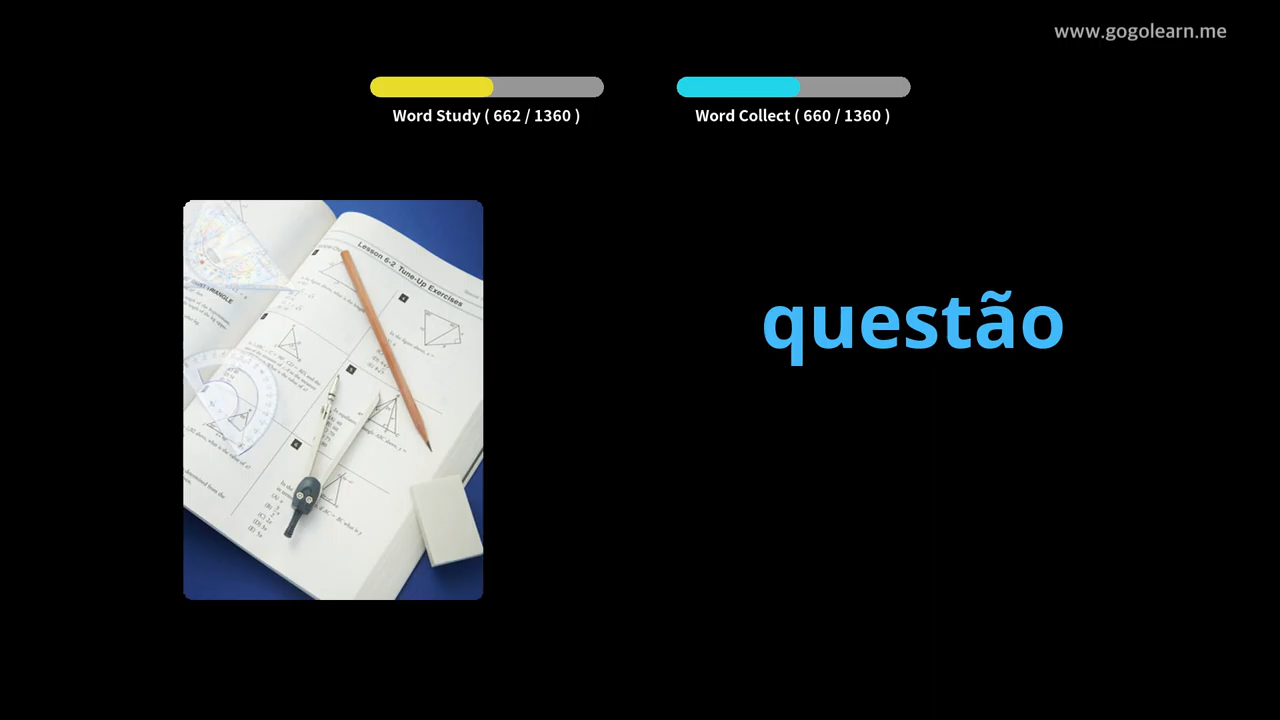 www.gogolearn.me
Word Study ( 662 / 1360 )
Word Collect ( 660 / 1360 )
Lesson 6-2 Tune-Up Exercises
questão